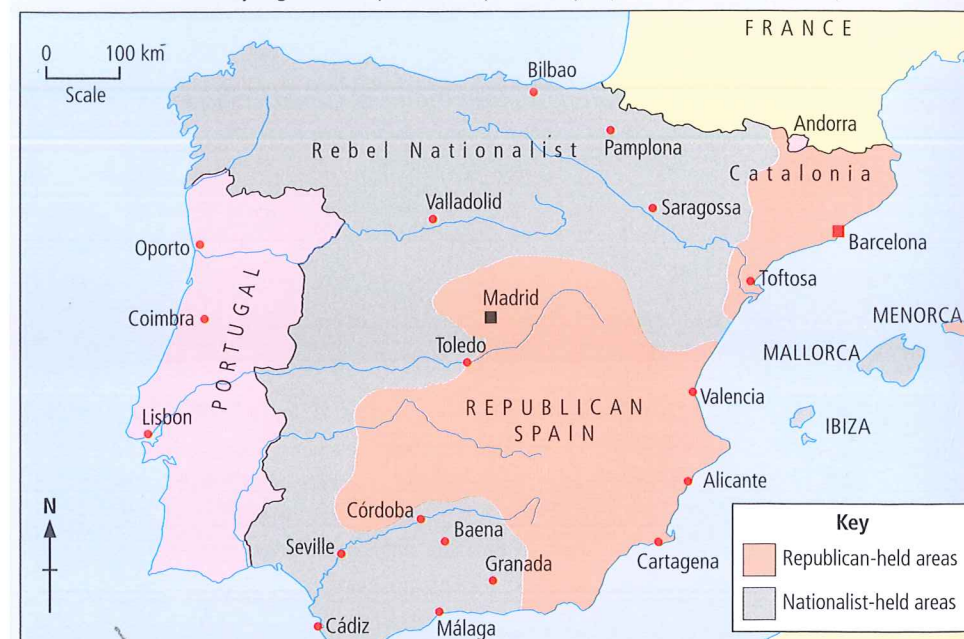 FRANCE
0 100 km
Scale
Bilbao
Andorra
Rebel Nationalist
Pamplona
Catalonia
Valladolid
Saragossa
Oporto
Barcelona
Toftosa
Madrid
Coimbra
MENORCA
PORTUGAL
Toledo
MALLORCA
Valencia
REPUBLICAN
SPAIN
IBIZA
Lisbon
Alicante
N
Córdoba
Baena
Seville
Granada
Cartagena
Cádiz
Málaga
Key
Republican-held areas
Nationalist-held areas